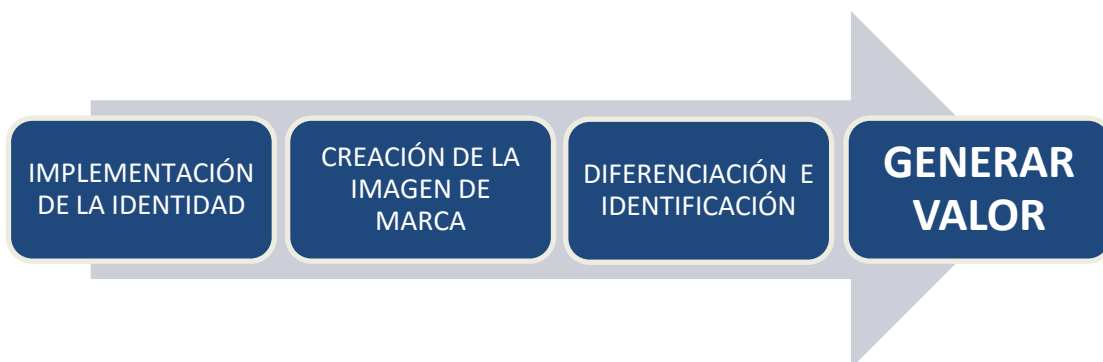 IMPLEMENTACIÓN
DE LA IDENTIDAD
CREACIÓN DE LA
IMAGEN DE
MARCA
DIFERENCIACIÓN E
IDENTIFICACIÓN
GENERAR
VALOR